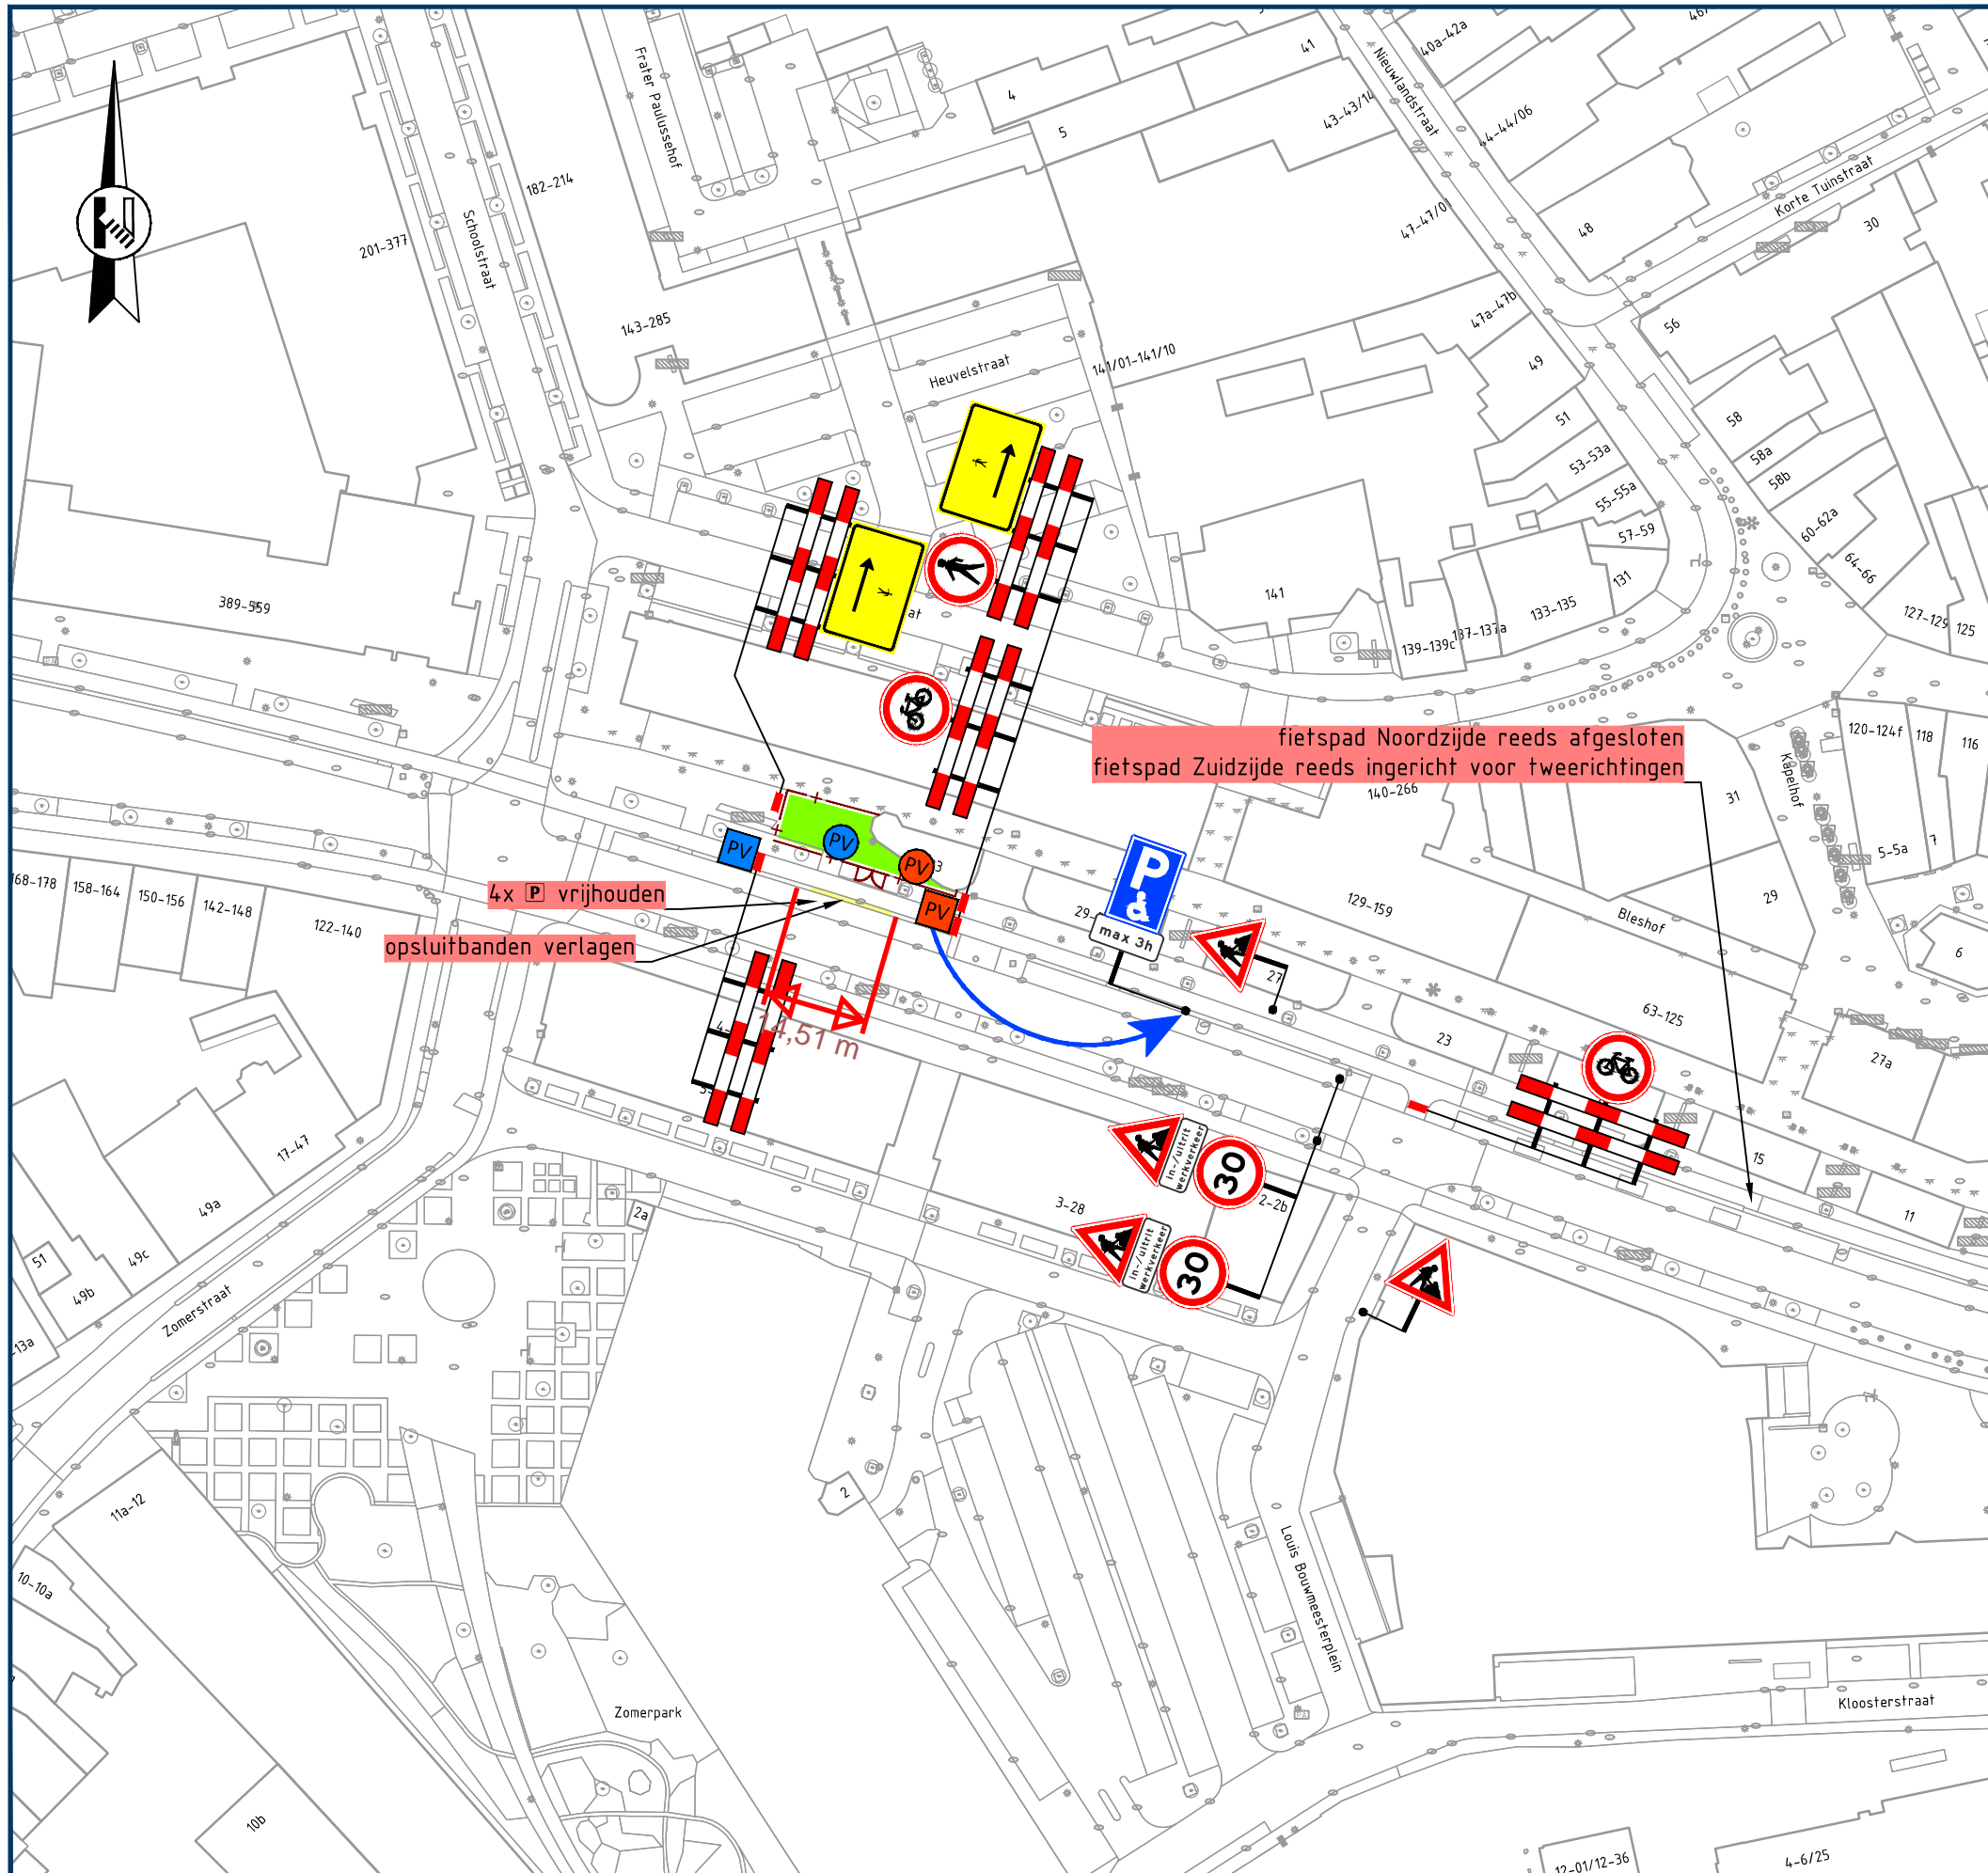 Frater Paulussehof
Nieuwlandstraat
40a-42a
41
4
5
43-43/14
44-44/06
Korte Tuinstraat
182-214
Schoolstraat
201-377
47-47/01
48
30
143-285
47a-47b
56
Heuvelstraat
141/01-141/10
49
58
51
58a
53-53a
58b
55-55a
60-62a
57-59
64-66
389-559
141
131
133-135
137-137a
139-139c
127-129
125
fietspad Noordzijde reeds afgesloten
fietspad Zuidzijde reeds ingericht voor tweerichtingen
120-124f
118
116
Kapelhof
140-266
31
7
5-5a
PV
PV
PV
PV
4x P vrijhouden
opsluitbanden verlagen
168-178
158-164
150-156
142-148
122-140
P
max 3h
129-159
Bleshof
29
6
27
14,51 m
63-125
23
27a
17-47
in-/uitrit
werkverkeer
30
2-2b
3-28
15
11
in-/uitrit
werkverkeer
30
49a
49c
51
49b
2a
Zomerstraat
11a-12
2
10-10a
Louis Bouwmeesterplein
Zomerpark
Kloosterstraat
10b
12-01/12-36
4-6/25